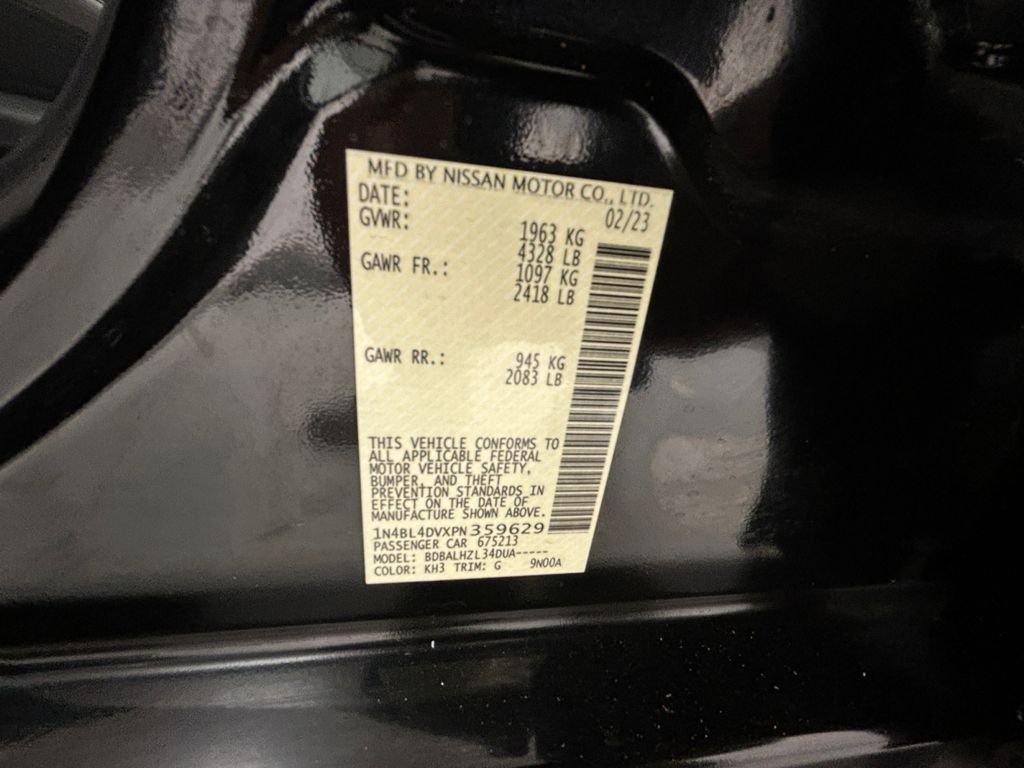 MFD BY NISSAN MOTOR CO., LTD.
DATE: 02/23
GVWR: 1963 KG
4328 LB
GAWR FR.: 1097 KG
2418 LB
GAWR RR.: 945 KG
2083 LB
THIS VEHICLE CONFORMS TO
ALL APPLICABLE FEDERAL
MOTOR VEHICLE SAFETY,
BUMPER, AND THEFT
PREVENTION STANDARDS IN
EFFECT ON THE DATE OF
MANUFACTURE SHOWN ABOVE.
1N4BL4DVXPN359629
PASSENGER CAR 675213
MODEL: BDBALHZL34DUA-----
COLOR: KH3 TRIM: G 9N00A